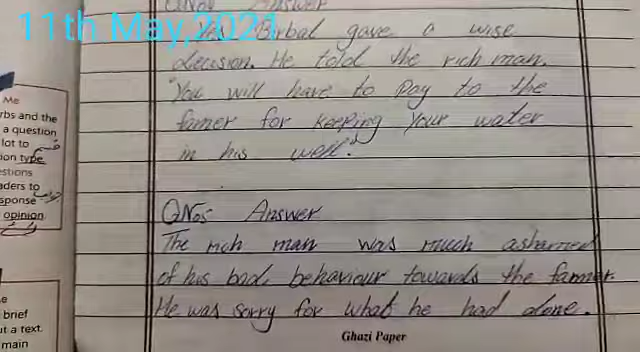 11th May,2021
Answer
Birbal gave a wise
decision. He told the rich man.
"You will have to pay to the
famer for keeping your water
in his well."
QNo5 Answer
The rich man was much ashamed
of his bad behaviour towards the farmer
He was sorry for what he had done.
Ghazi Paper
Me
rbs and the
a question
lot to
ion type
estions
aders to
sponse
opinion
e
brief
ut a text.
main